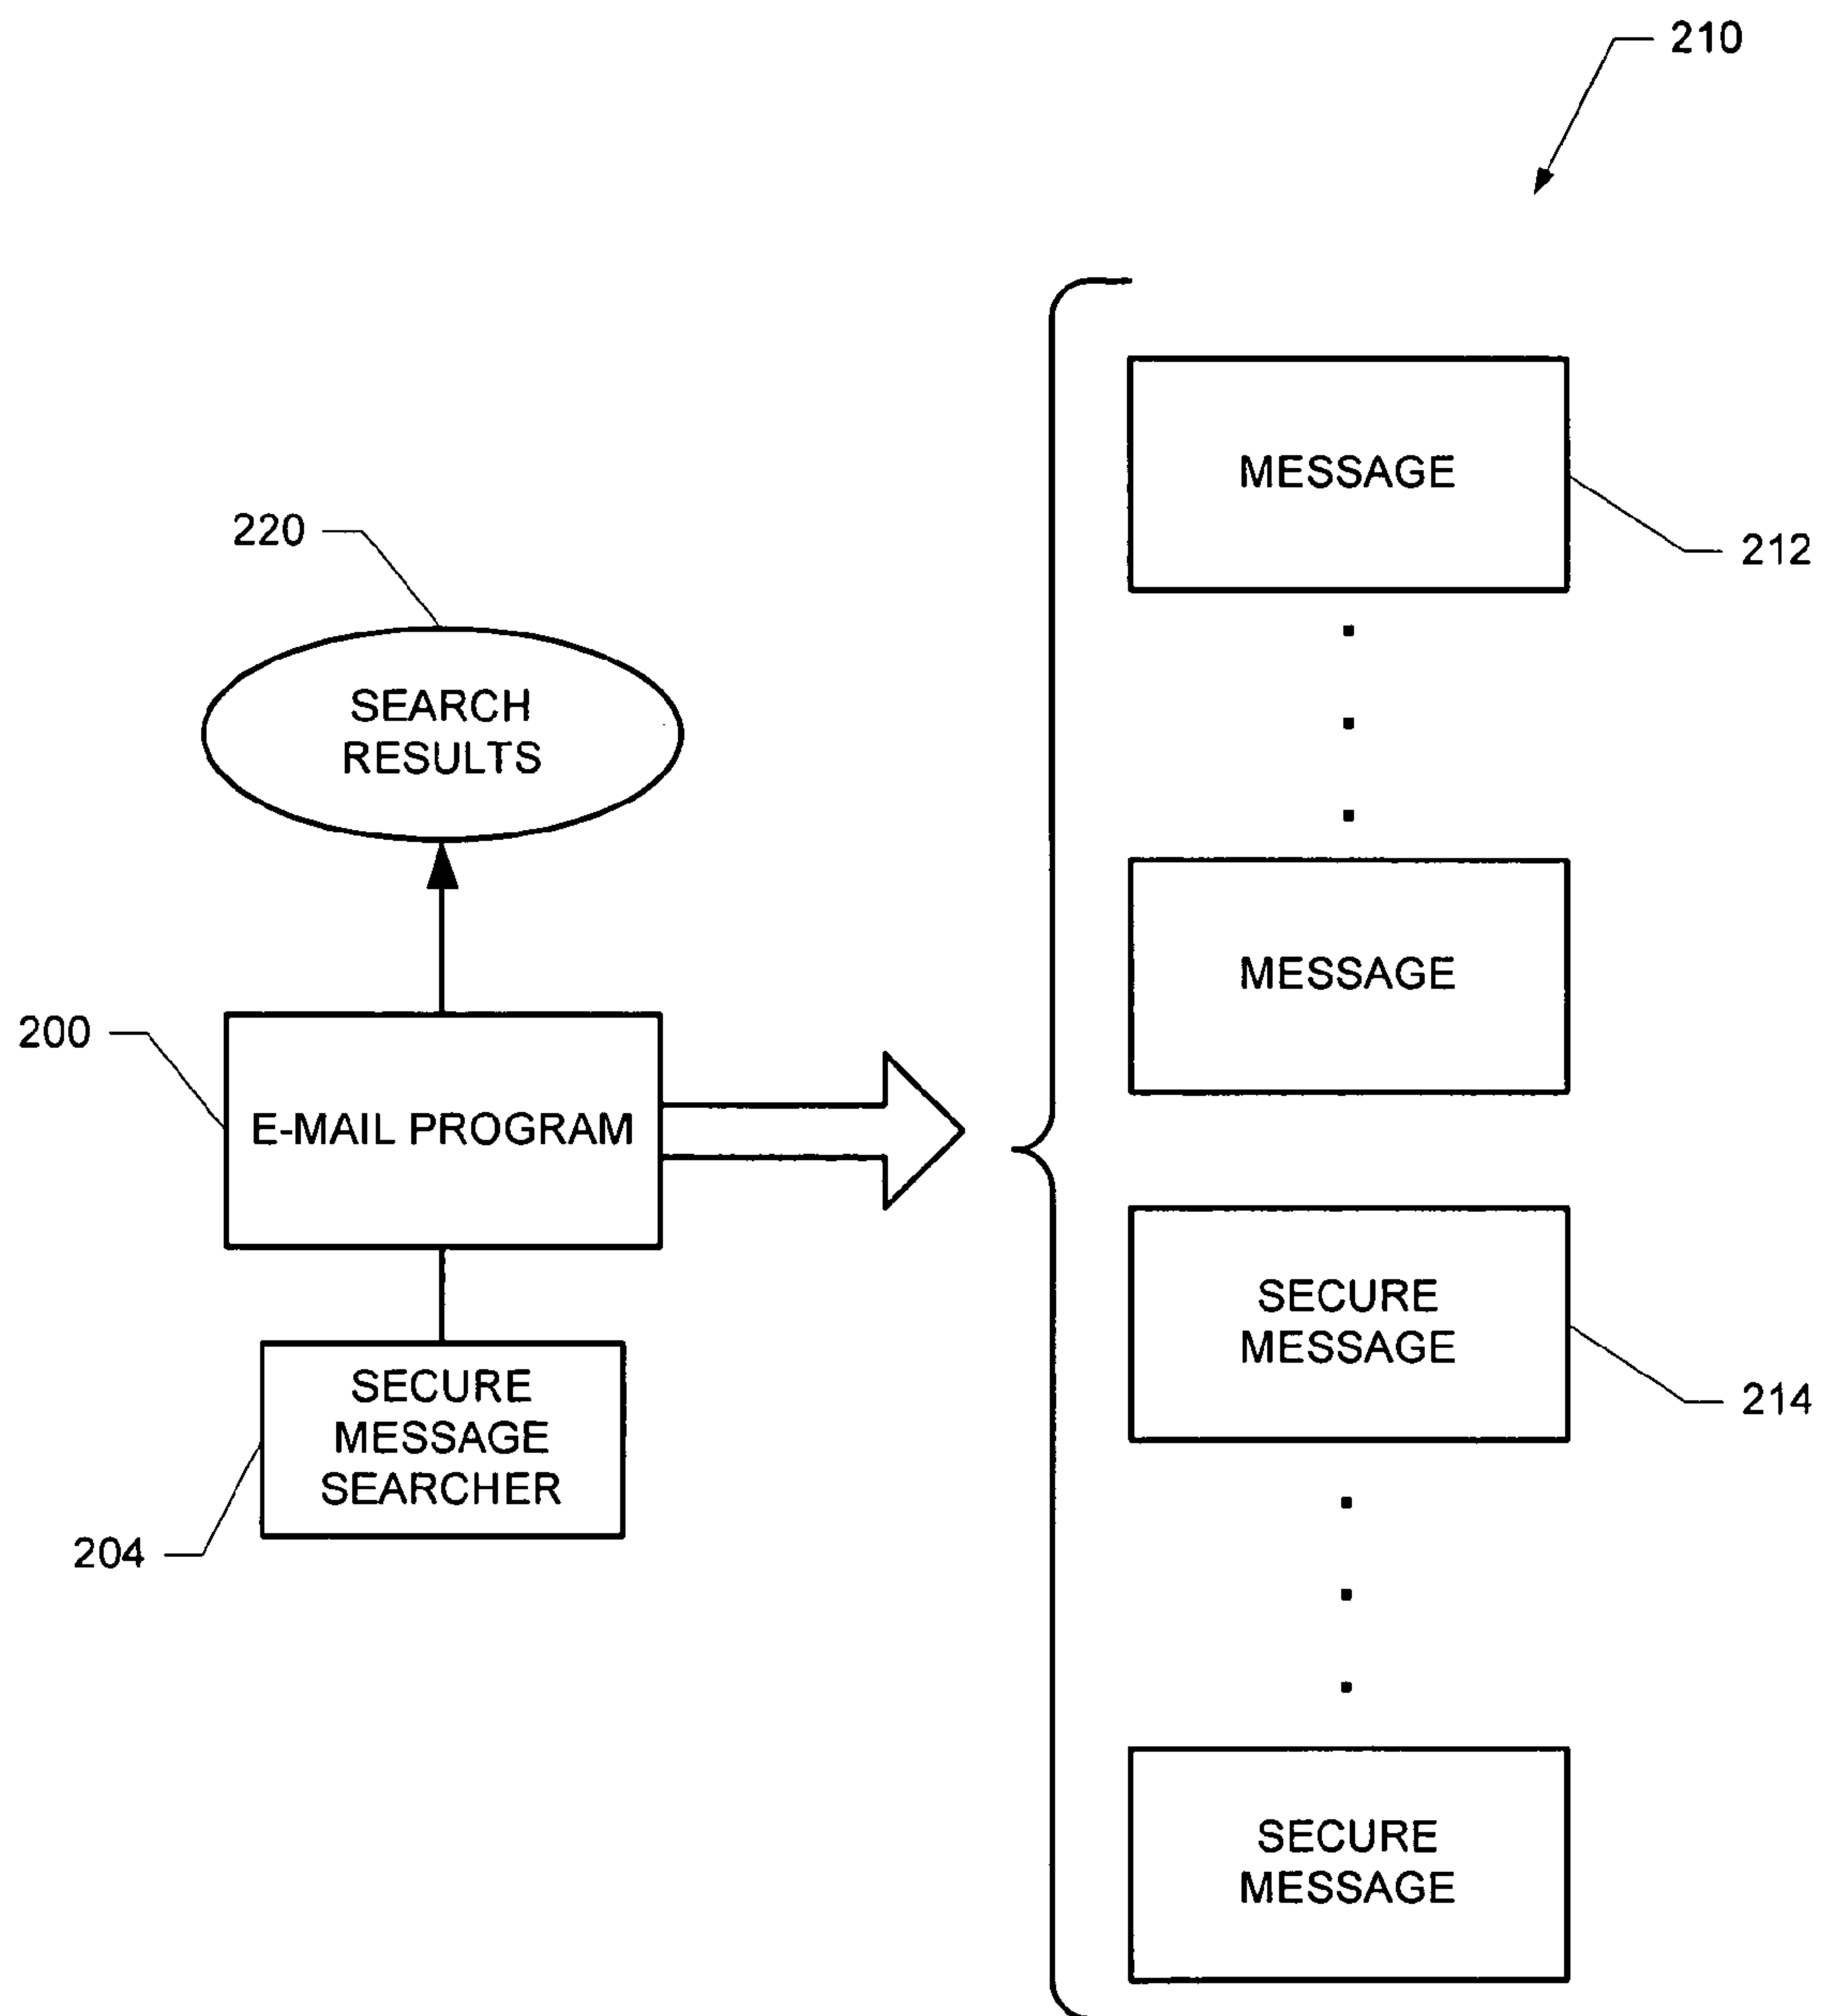 210
MESSAGE
212
220
SEARCH
RESULTS
MESSAGE
200
E-MAIL PROGRAM
SECURE
MESSAGE
214
SECURE
MESSAGE
SEARCHER
204
SECURE
MESSAGE